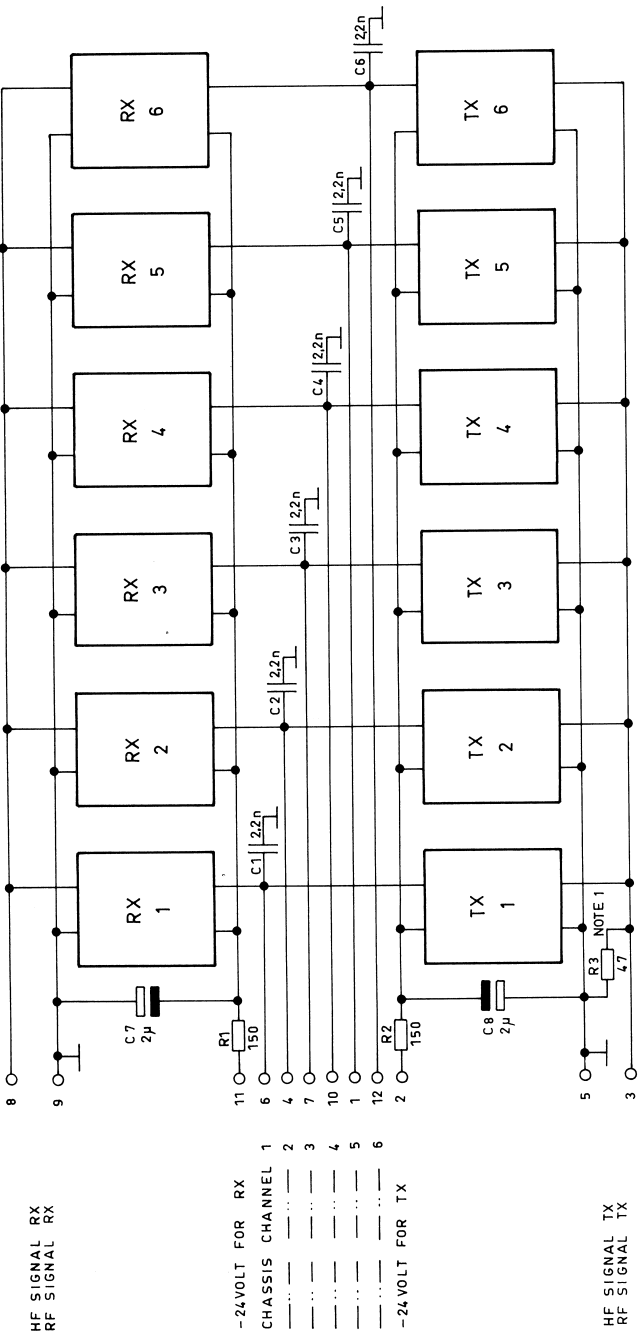 HF SIGNAL RX
RF SIGNAL RX
8
9
C7
2μ
RX
1
RX
2
RX
3
RX
4
RX
5
RX
6
-24VOLT FOR RX
11
R1
150
CHASSIS CHANNEL 1
6
C1
2.2n
—··— —··— 2
4
C2
2,2n
—··— —··— 3
7
C3
2,2n
—··— —··— 4
10
C4
2,2n
—··— —··— 5
1
C5
2,2n
—··— —··— 6
12
C6
2,2n
-24VOLT FOR TX
2
R2
150
C8
2μ
TX
1
TX
2
TX
3
TX
4
TX
5
TX
6
5
R3
47
NOTE 1
HF SIGNAL TX
RF SIGNAL TX
3